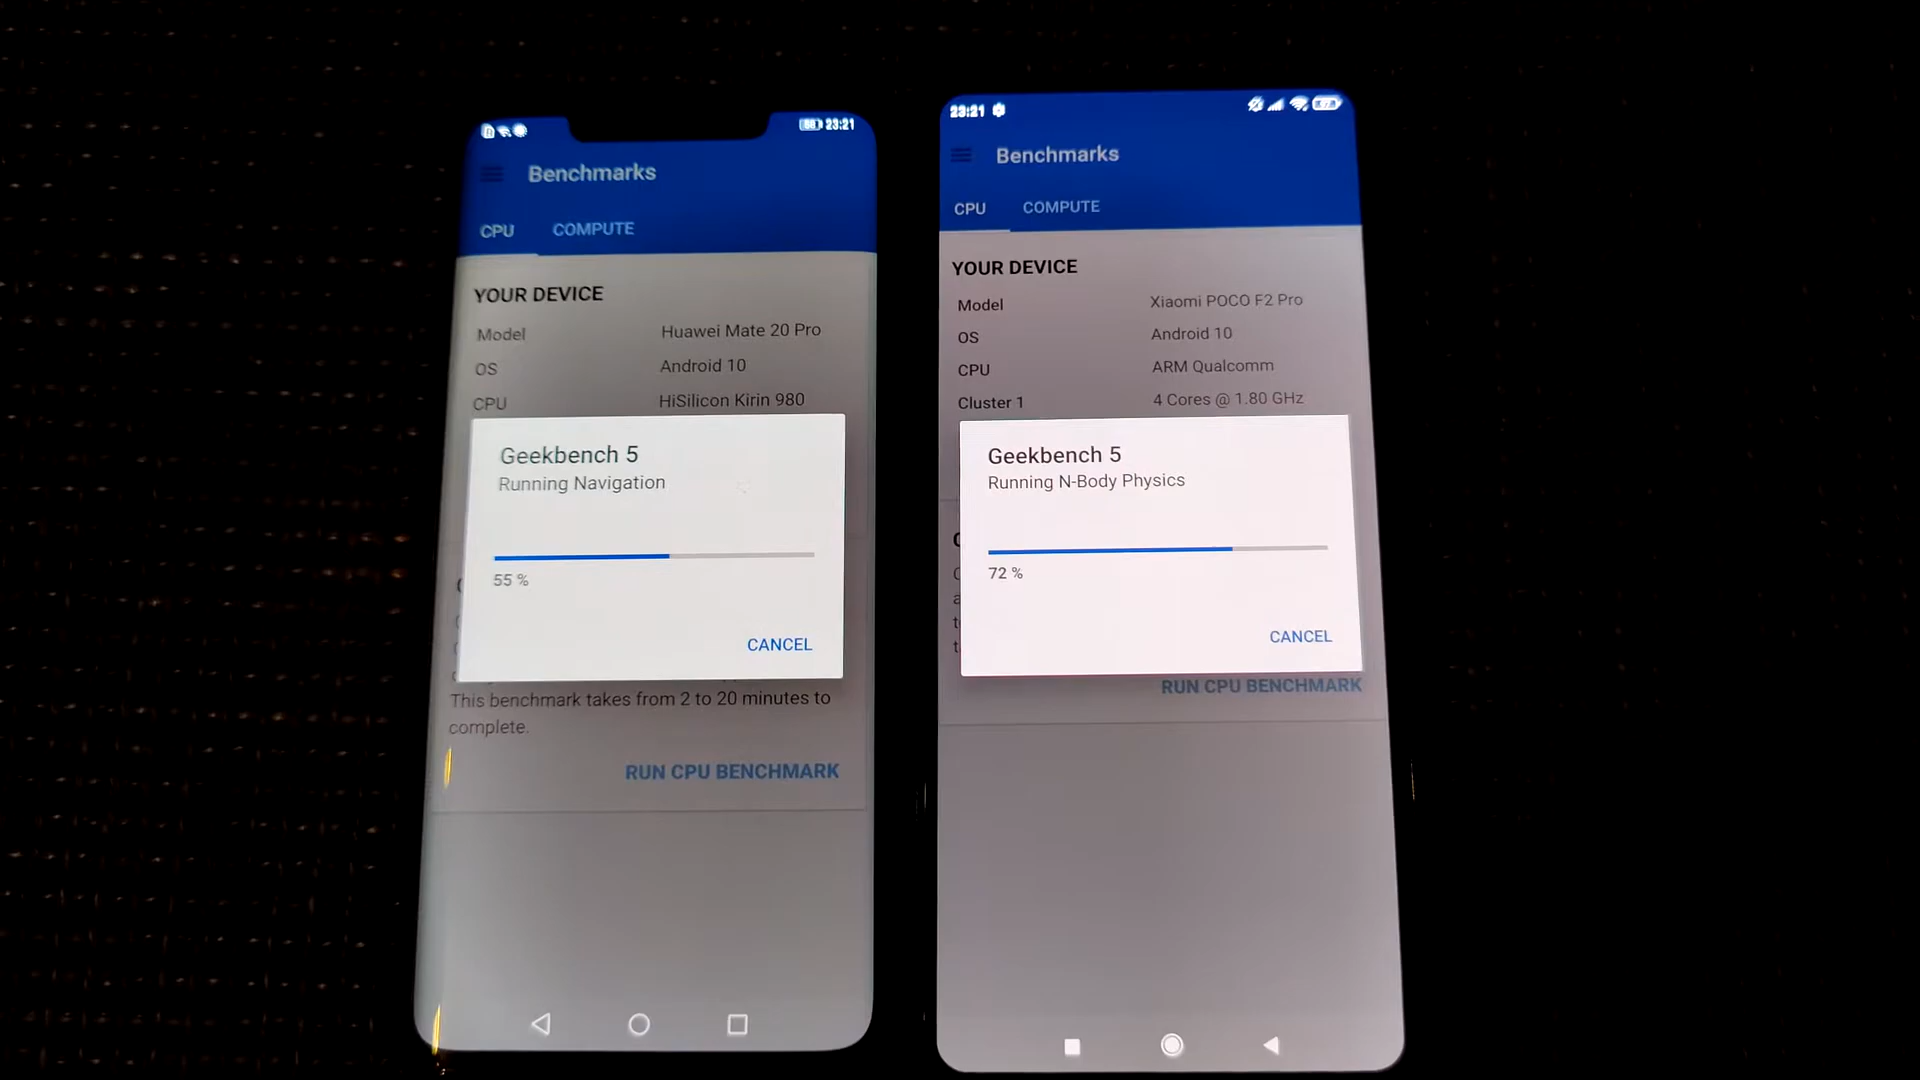 23:21
Benchmarks
CPU COMPUTE
YOUR DEVICE
Model Huawei Mate 20 Pro
OS Android 10
CPU HiSilicon Kirin 980
Geekbench 5
Running Navigation
55 %
CANCEL
This benchmark takes from 2 to 20 minutes to
complete.
RUN CPU BENCHMARK
23:21
Benchmarks
CPU COMPUTE
YOUR DEVICE
Model Xiaomi POCO F2 Pro
OS Android 10
CPU ARM Qualcomm
Cluster 1 4 Cores @ 1.80 GHz
Geekbench 5
Running N-Body Physics
72 %
CANCEL
RUN CPU BENCHMARK